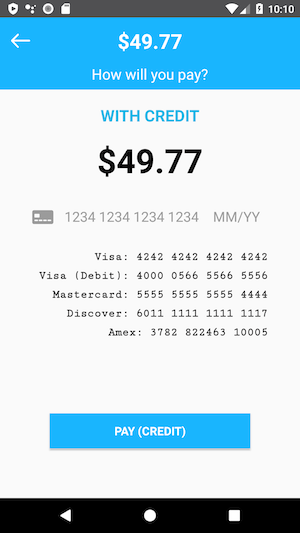 10:10
$49.77
How will you pay?
WITH CREDIT
$49.77
1234 1234 1234 1234 MM/YY
Visa: 4242 4242 4242 4242
Visa (Debit): 4000 0566 5566 5556
Mastercard: 5555 5555 5555 4444
Discover: 6011 1111 1111 1117
Amex: 3782 822463 10005
PAY (CREDIT)